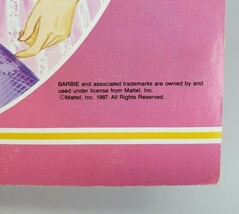 BARBIE and associated trademarks are owned by and
used under license from Mattel, Inc.
©Mattel, Inc. 1987. All Rights Reserved.